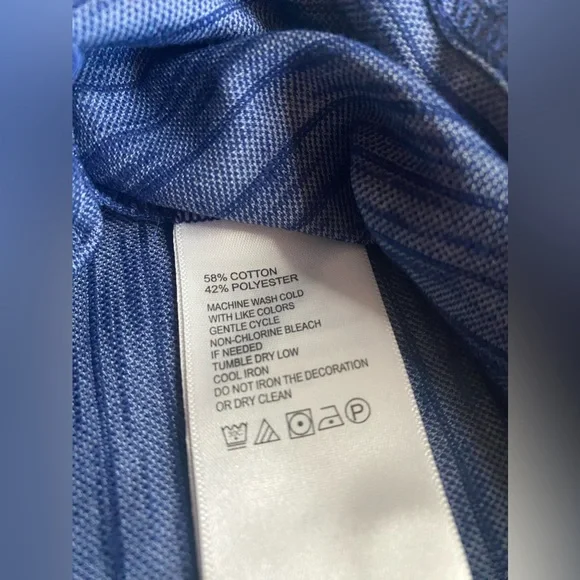 58% COTTON
42% POLYESTER
MACHINE WASH COLD
WITH LIKE COLORS
GENTLE CYCLE
NON-CHLORINE BLEACH
IF NEEDED
TUMBLE DRY LOW
COOL IRON
DO NOT IRON THE DECORATION
OR DRY CLEAN
P